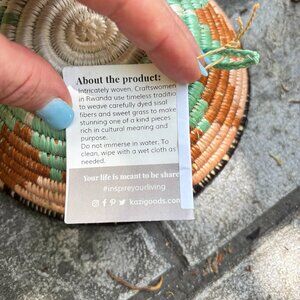 About the product:
Intricately woven. Craftswomen
in Rwanda use timeless traditio
to weave carefully dyed sisal
fibers and sweet grass to make
stunning one of a kind pieces
rich in cultural meaning and
purpose.
Do not immerse in water. To
clean, wipe with a wet cloth as
needed.
Your life is meant to be share
#inspireyourliving
kazigoods.com